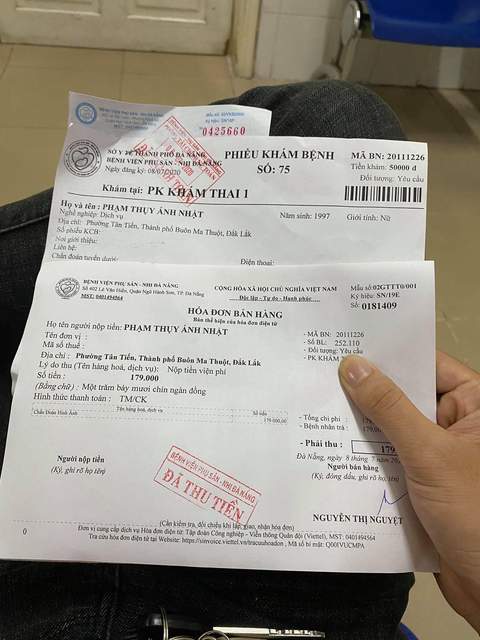 BỆNH VIỆN PHỤ SẢN - NHI ĐÀ NẴNG
0425660
SỞ Y TẾ THÀNH PHỐ ĐÀ NẴNG
BỆNH VIỆN PHỤ SẢN - NHI ĐÀ NẴNG
Ngày đăng ký: 08/07/2020
PHIẾU KHÁM BỆNH
SỐ: 75
MÃ BN: 20111226
Tiền khám: 50000 đ
Đối tượng: Yêu cầu
Khám tại: PK KHÁM THAI 1
Họ và tên: PHẠM THỤY ÁNH NHẬT Năm sinh: 1997 Giới tính: Nữ
Nghề nghiệp: Dịch vụ
Địa chỉ: Phường Tân Tiến, Thành phố Buôn Ma Thuột, Đắk Lắk
Số phiếu KCB:
Nơi giới thiệu:
Liên hệ: Điện thoại:
Chẩn đoán tuyến dưới:
BỆNH VIỆN PHỤ SẢN - NHI ĐÀ NẴNG
Số 402 Lê Văn Hiến, Quận Ngũ Hành Sơn, TP Đà Nẵng
MST: 0401494564
CỘNG HÒA XÃ HỘI CHỦ NGHĨA VIỆT NAM
Độc lập - Tự do - Hạnh phúc
Mẫu số: 02GTTT0/001
Ký hiệu: SN/19E
Số: 0181409
HÓA ĐƠN BÁN HÀNG
Bản thể hiện của hóa đơn điện tử
Họ tên người nộp tiền: PHẠM THỤY ÁNH NHẬT
Đơn vị :
Mã số thuế :
Địa chỉ : Phường Tân Tiến, Thành phố Buôn Ma Thuột, Đắk Lắk
Lý do thu (Tên hàng hoá, dịch vụ): Nộp tiền viện phí
Số tiền : 179.000
(Bằng chữ) : Một trăm bảy mươi chín ngàn đồng
Hình thức thanh toán : TM/CK
- MÃ BN: 20111226
- Số BL: 252.110
- Đối tượng: Yêu cầu
- PK KHÁM
Tên hàng hoá, dịch vụ Số tiền
Chẩn Đoán Hình Ảnh 179.000,00
- Tổng chi phí 179
- Bệnh nhân trả : 179
- Phải thu : 179
Đà Nẵng, ngày 8 tháng 7 năm
Người nộp tiền
(Ký, ghi rõ họ tên)
Người bán hàng
(Ký, đóng dấu, ghi rõ họ, tên)
BỆNH VIỆN PHỤ SẢN - NHI ĐÀ NẴNG
ĐÃ THU TIỀN
NGUYỄN THỊ NGUYỆT
(Cần kiểm tra, đối chiếu khi lập, giao, nhận hóa đơn)
0
Đơn vị cung cấp dịch vụ Hóa đơn điện tử: Tập đoàn Công nghiệp - Viễn thông Quân đội (Viettel), MST: 0401494564
Tra cứu hóa đơn điện tử tại Website: https://sinvoice.viettel.vn/tracuuhoadon , Mã số bí mật: Q001VUCMPA